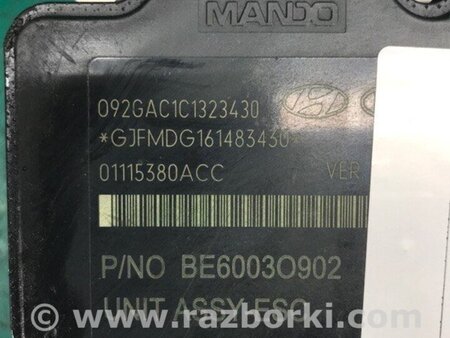 MANDO
092GAC1C1323430
*GJFMDG161483430*
01115380ACC VER
P/NO BE6003O902
UNIT ASSY-ESC
www.razborki.com